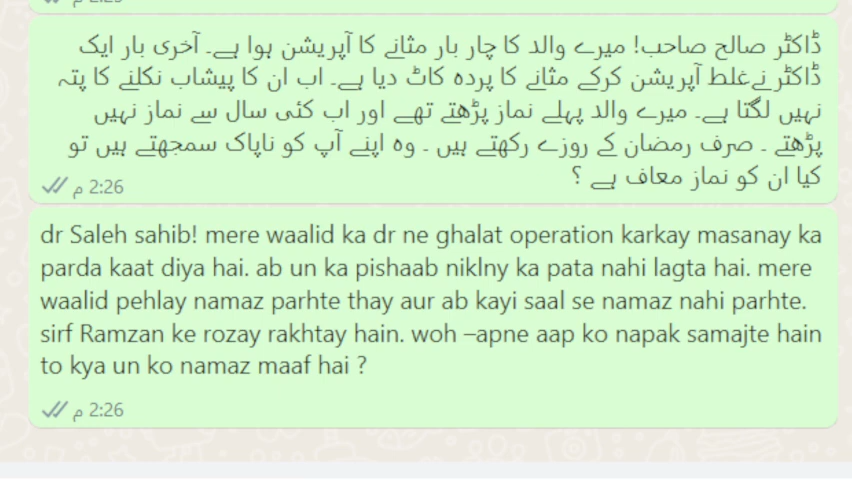 ڈاکٹر صالح صاحب! میرے والد کا چار بار مثانے کا آپریشن ہوا ہے۔ آخری بار ایک
ڈاکٹر نےغلط آپریشن کرکے مثانے کا پردہ کاٹ دیا ہے۔ اب ان کا پیشاب نکلنے کا پتہ
نہیں لگتا ہے۔ میرے والد پہلے نماز پڑھتے تھے اور اب کئی سال سے نماز نہیں
پڑھتے ۔ صرف رمضان کے روزے رکھتے ہیں ۔ وہ اپنے آپ کو ناپاک سمجھتے ہیں تو
کیا ان کو نماز معاف ہے ؟
2:26 م
dr Saleh sahib! mere waalid ka dr ne ghalat operation karkay masanay ka
parda kaat diya hai. ab un ka pishaab niklny ka pata nahi lagta hai. mere
waalid pehlay namaz parhte thay aur ab kayi saal se namaz nahi parhte.
sirf Ramzan ke rozay rakhtay hain. woh –apne aap ko napak samajte hain
to kya un ko namaz maaf hai ?
2:26 م